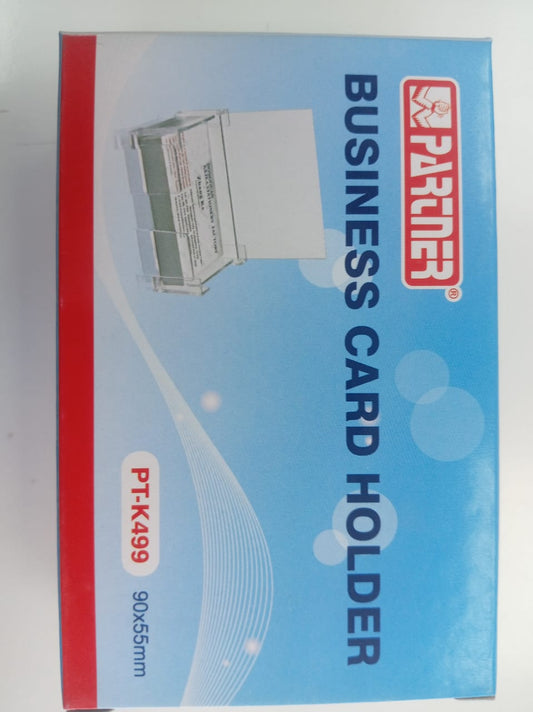 PARTNER®
BUSINESS CARD HOLDER
PT-K499
90x55mm